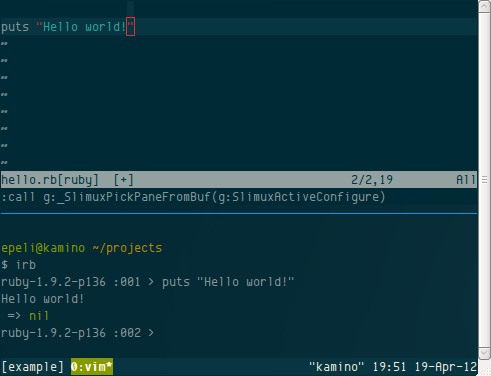 puts "Hello world!"
~
~
~
~
~
~
~
hello.rb[ruby] [+] 2/2,19 All
:call g:_SlimuxPickPaneFromBuf(g:SlimuxActiveConfigure)
epeli@kamino ~/projects
$ irb
ruby-1.9.2-p136 :001 > puts "Hello world!"
Hello world!
=> nil
ruby-1.9.2-p136 :002 >
[example] 0:vim* "kamino" 19:51 19-Apr-12